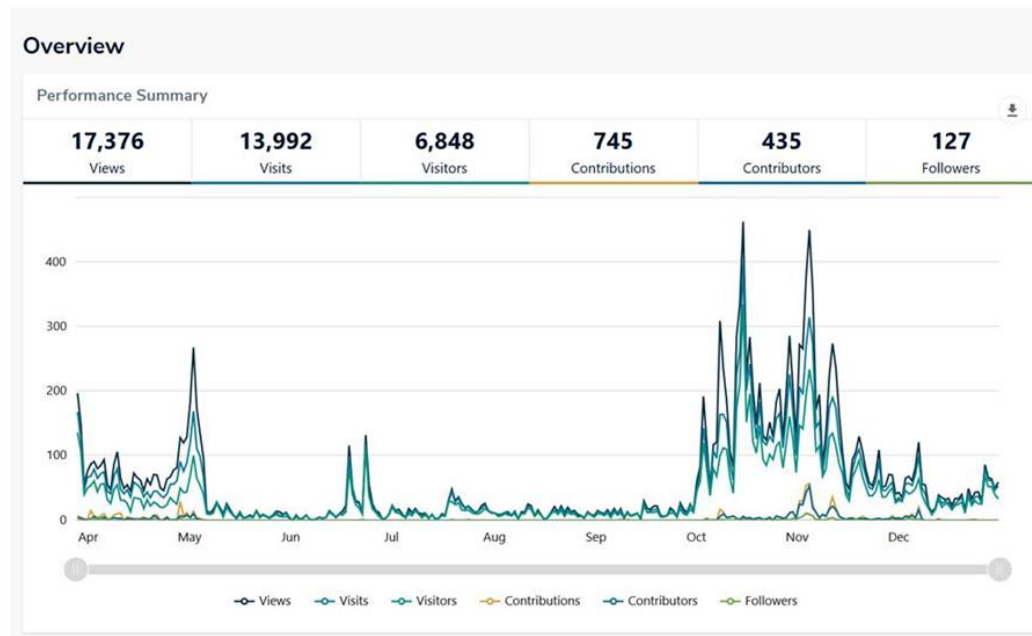 Overview
Performance Summary
17,376 13,992 6,848 745 435 127
Views Visits Visitors Contributions Contributors Followers
400
300
200
100
0
Apr May Jun Jul Aug Sep Oct Nov Dec
Views Visits Visitors Contributions Contributors Followers